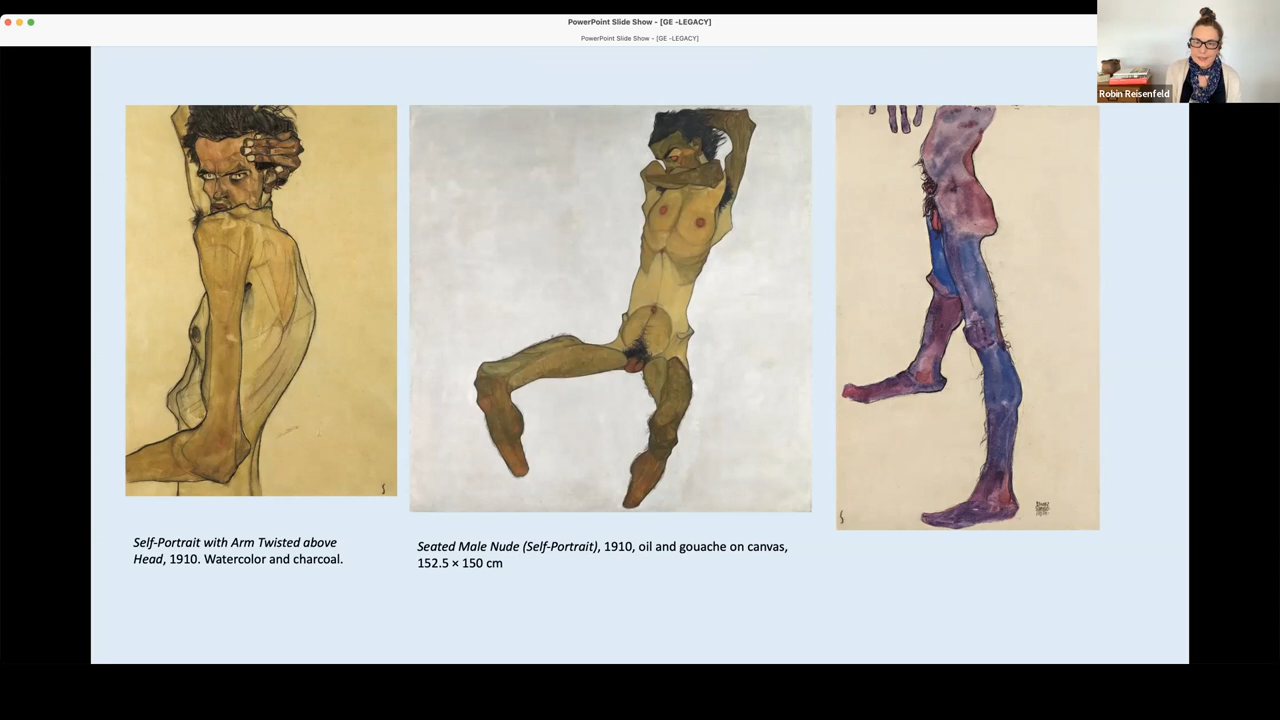 PowerPoint Slide Show - [GE -LEGACY]
PowerPoint Slide Show - [GE -LEGACY]
Robin Reisenfeld
Self-Portrait with Arm Twisted above
Head, 1910. Watercolor and charcoal.
Seated Male Nude (Self-Portrait), 1910, oil and gouache on canvas,
152.5 × 150 cm